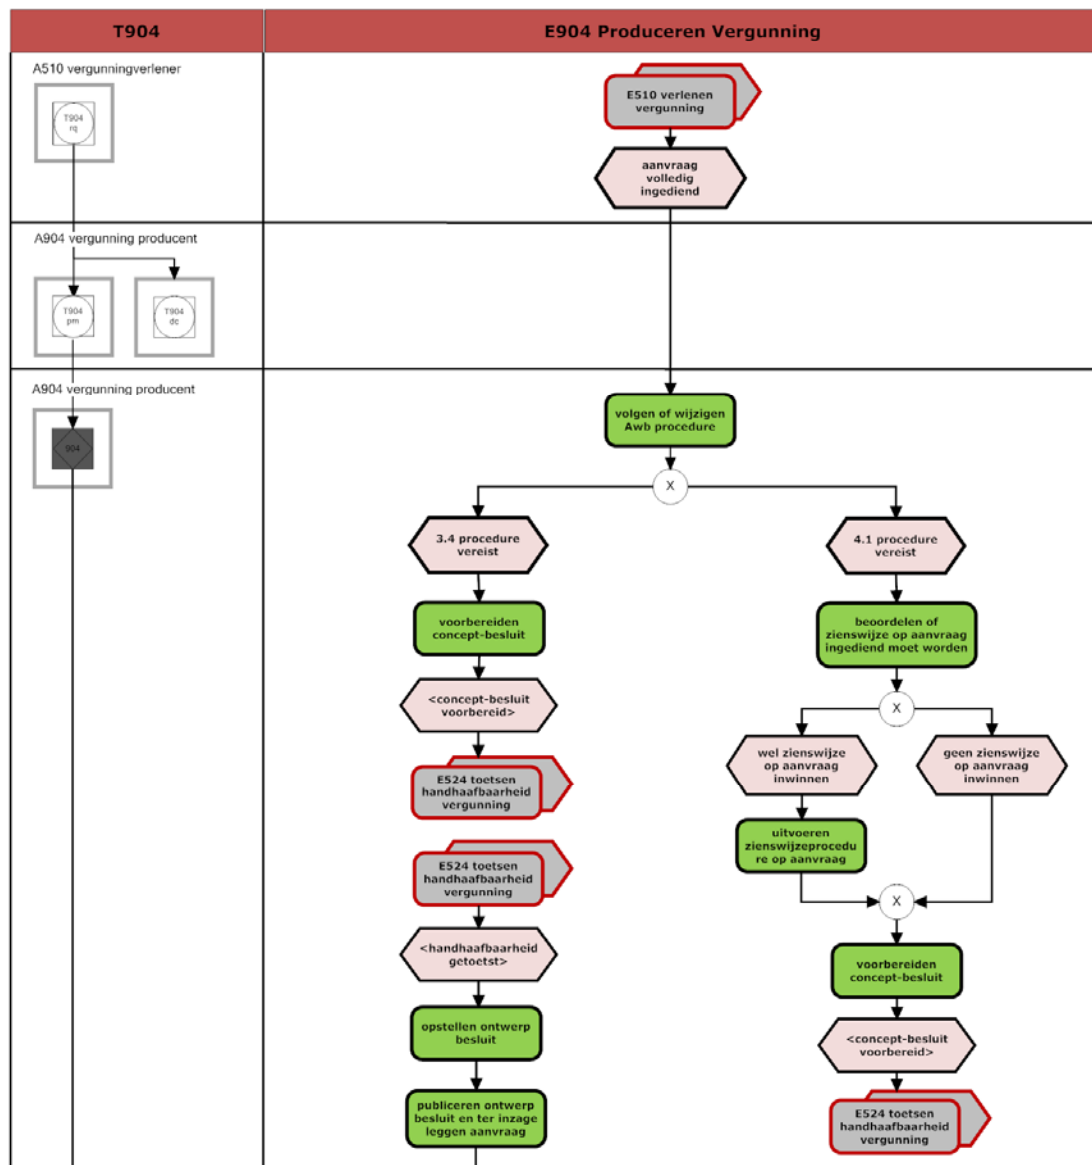 T904
E904 Produceren Vergunning
A510 vergunningverlener
T904
rq
E510 verlenen
vergunning
aanvraag
volledig
ingediend
A904 vergunning producent
T904
pm
T904
dc
A904 vergunning producent
904
volgen of wijzigen
Awb procedure
X
3.4 procedure
vereist
4.1 procedure
vereist
voorbereiden
concept-besluit
beoordelen of
zienswijze op aanvraag
ingediend moet worden
<concept-besluit
voorbereid>
X
wel zienswijze
op aanvraag
inwinnen
geen zienswijze
op aanvraag
inwinnen
E524 toetsen
handhaafbaarheid
vergunning
uitvoeren
zienswijzeprocedu
re op aanvraag
E524 toetsen
handhaafbaarheid
vergunning
X
<handhaafbaarheid
getoetst>
voorbereiden
concept-besluit
opstellen ontwerp
besluit
<concept-besluit
voorbereid>
publiceren ontwerp
besluit en ter inzage
leggen aanvraag
E524 toetsen
handhaafbaarheid
vergunning